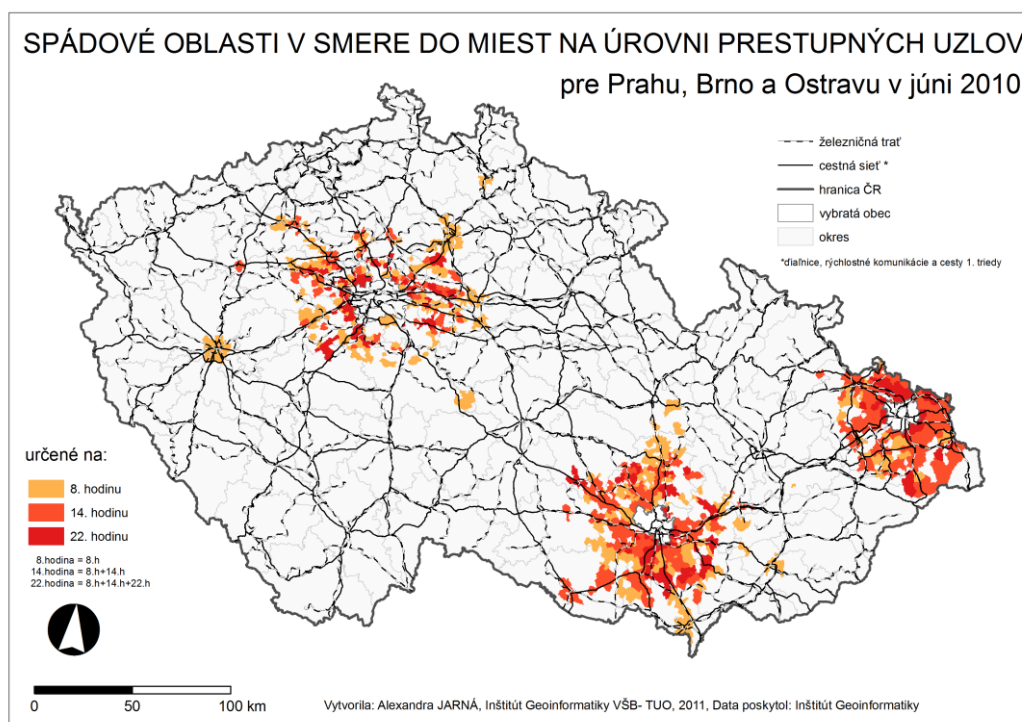 SPÁDOVÉ OBLASTI V SMERE DO MIEST NA ÚROVNI PRESTUPNÝCH UZLOV
pre Prahu, Brno a Ostravu v júni 2010
železničná trať
cestná sieť *
hranica ČR
vybratá obec
okres
*diaľnice, rýchlostné komunikácie a cesty 1. triedy
určené na:
8. hodinu
14. hodinu
22. hodinu
8.hodina = 8.h
14.hodina = 8.h+14.h
22.hodina = 8.h+14.h+22.h
0 50 100 km
Vytvorila: Alexandra JARNÁ, Inštitút Geoinformatiky VŠB- TUO, 2011, Data poskytol: Inštitút Geoinformatiky